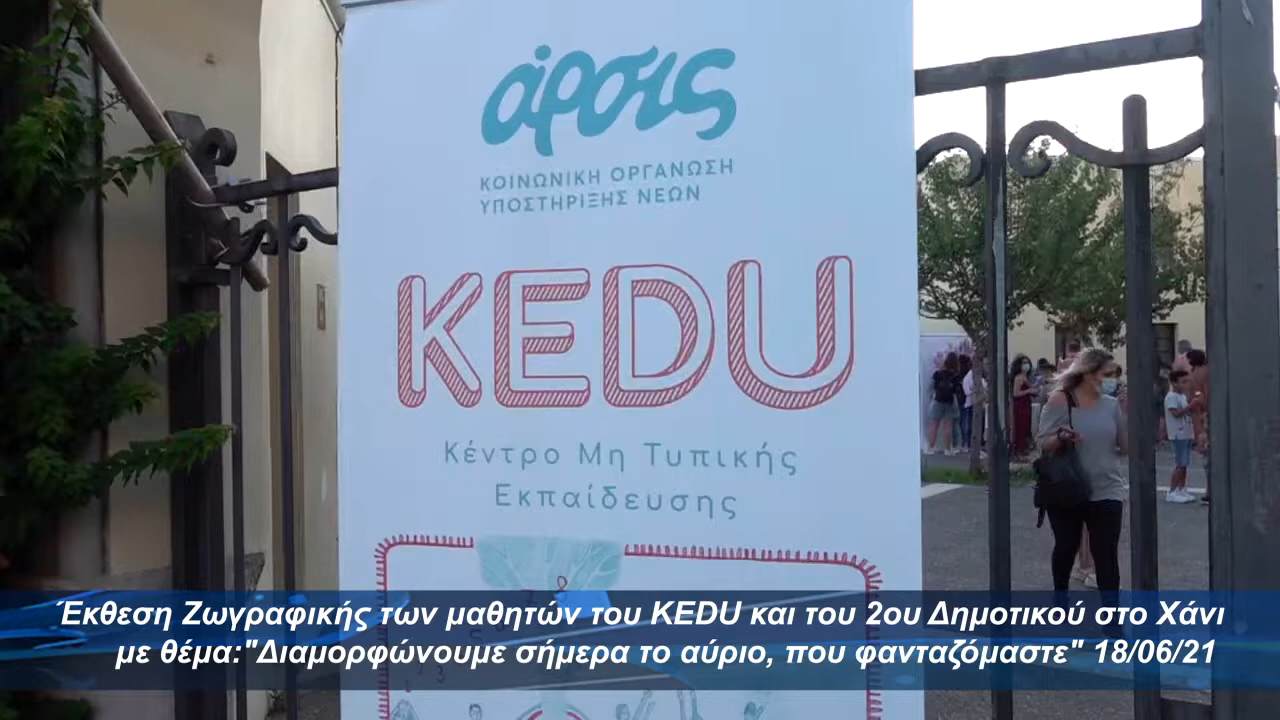 άρσις
ΚΟΙΝΩΝΙΚΗ ΟΡΓΑΝΩΣΗ
ΥΠΟΣΤΗΡΙΞΗΣ ΝΕΩΝ
KEDU
Κέντρο Μη Τυπικής
Εκπαίδευσης
Έκθεση Ζωγραφικής των μαθητών του KEDU και του 2ου Δημοτικού στο Χάνι
με θέμα:"Διαμορφώνουμε σήμερα το αύριο, που φανταζόμαστε" 18/06/21